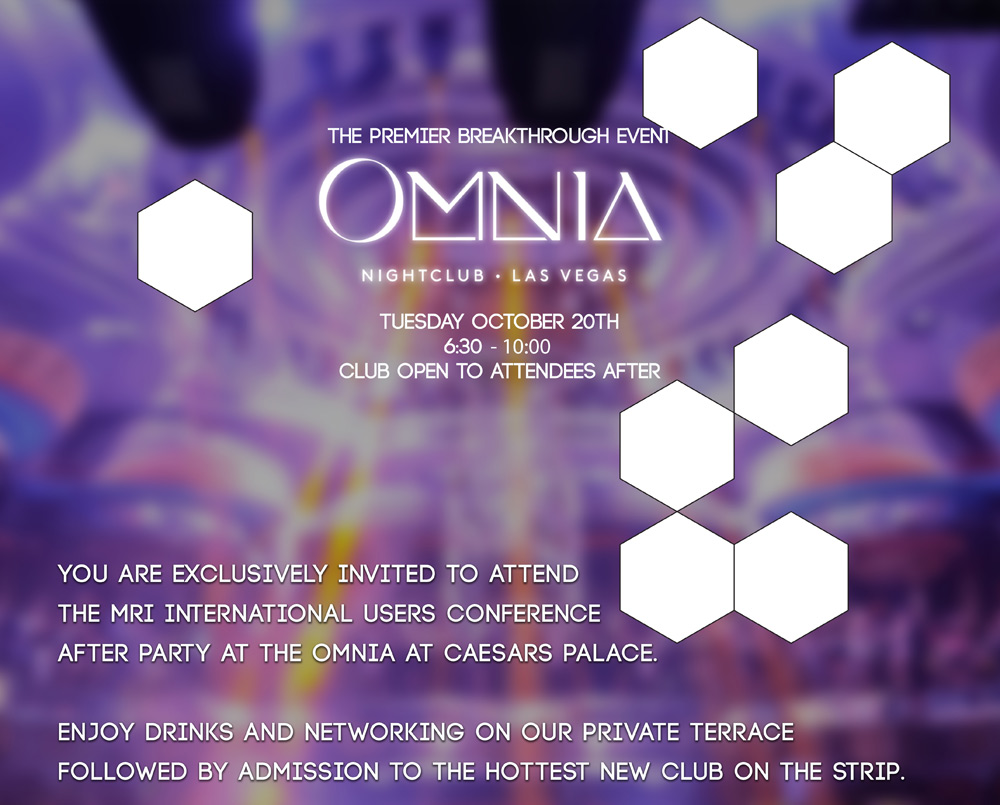 THE PREMIER BREAKTHROUGH EVENT
OMNIA
NIGHTCLUB • LAS VEGAS
TUESDAY OCTOBER 20TH
6:30 - 10:00
CLUB OPEN TO ATTENDEES AFTER
YOU ARE EXCLUSIVELY INVITED TO ATTEND
THE MRI INTERNATIONAL USERS CONFERENCE
AFTER PARTY AT THE OMNIA AT CAESARS PALACE.
ENJOY DRINKS AND NETWORKING ON OUR PRIVATE TERRACE
FOLLOWED BY ADMISSION TO THE HOTTEST NEW CLUB ON THE STRIP.